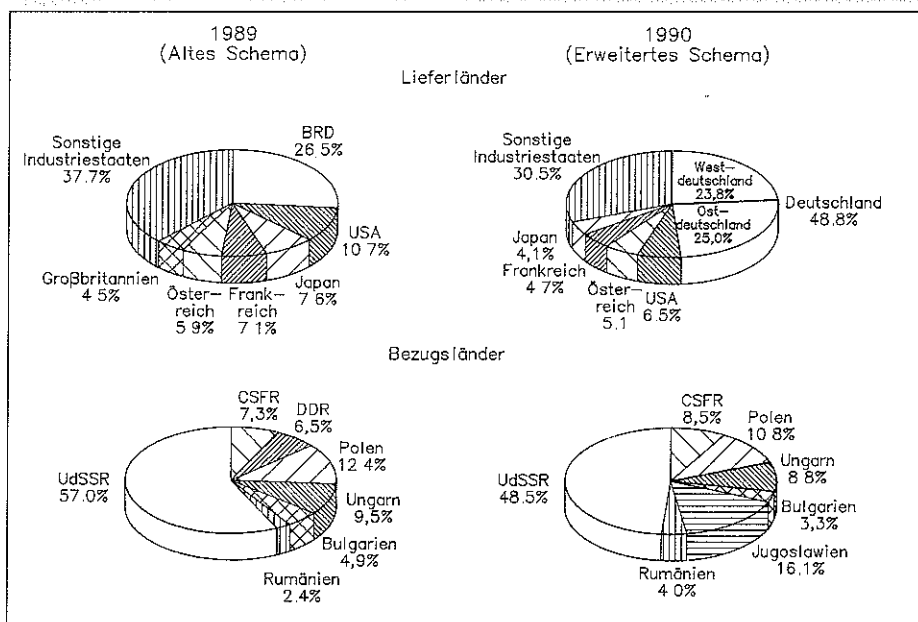 1989
(Altes Schema)
1990
(Erweitertes Schema)
Lieferländer
Sonstige
Industriestaaten
37.7%
BRD
26.5%
USA
10 7%
Japan
7 6%
Frank-
reich
7 1%
Öster-
reich
5 9%
Großbritannien
4 5%
Sonstige
Industriestaaten
30.5%
West-
deutschland
23,8%
Ost-
deutschland
25,0%
Deutschland
48.8%
Japan
4,1%
Frankreich
4 7%
Öster-
reich
5.1
USA
6.5%
Bezugsländer
CSFR
7,3%
DDR
6,5%
Polen
12 4%
Ungarn
9,5%
Bulgarien
4,9%
Rumänien
2.4%
UdSSR
57.0%
CSFR
8,5%
Polen
10 8%
Ungarn
8 8%
Bulgarien
3,3%
Jugoslawien
16,1%
Rumänien
4 0%
UdSSR
48.5%